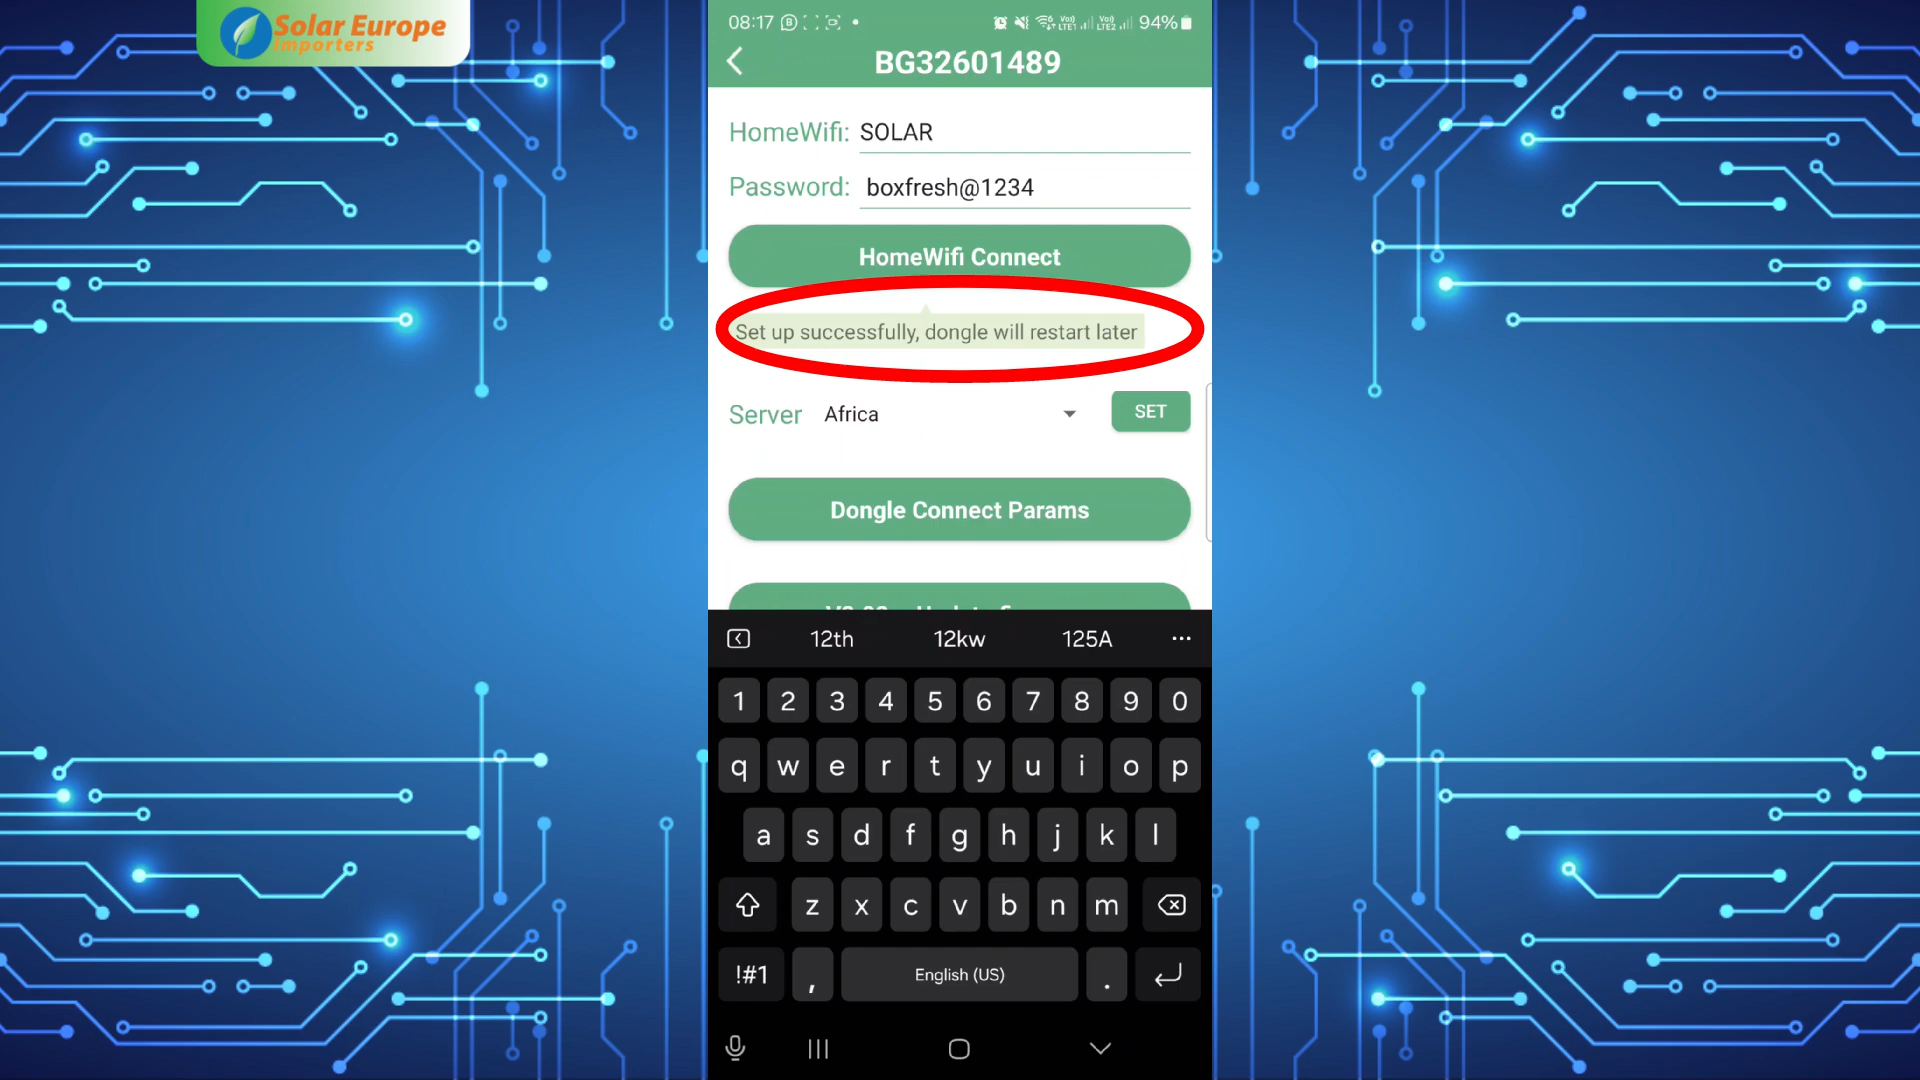 Solar Europe
Importers
08:17
94%
BG32601489
HomeWifi: SOLAR
Password: boxfresh@1234
HomeWifi Connect
Set up successfully, dongle will restart later
Server Africa SET
Dongle Connect Params
12th 12kw 125A ...
1 2 3 4 5 6 7 8 9 0
q w e r t y u i o p
a s d f g h j k l
z x c v b n m
!#1 , English (US) .